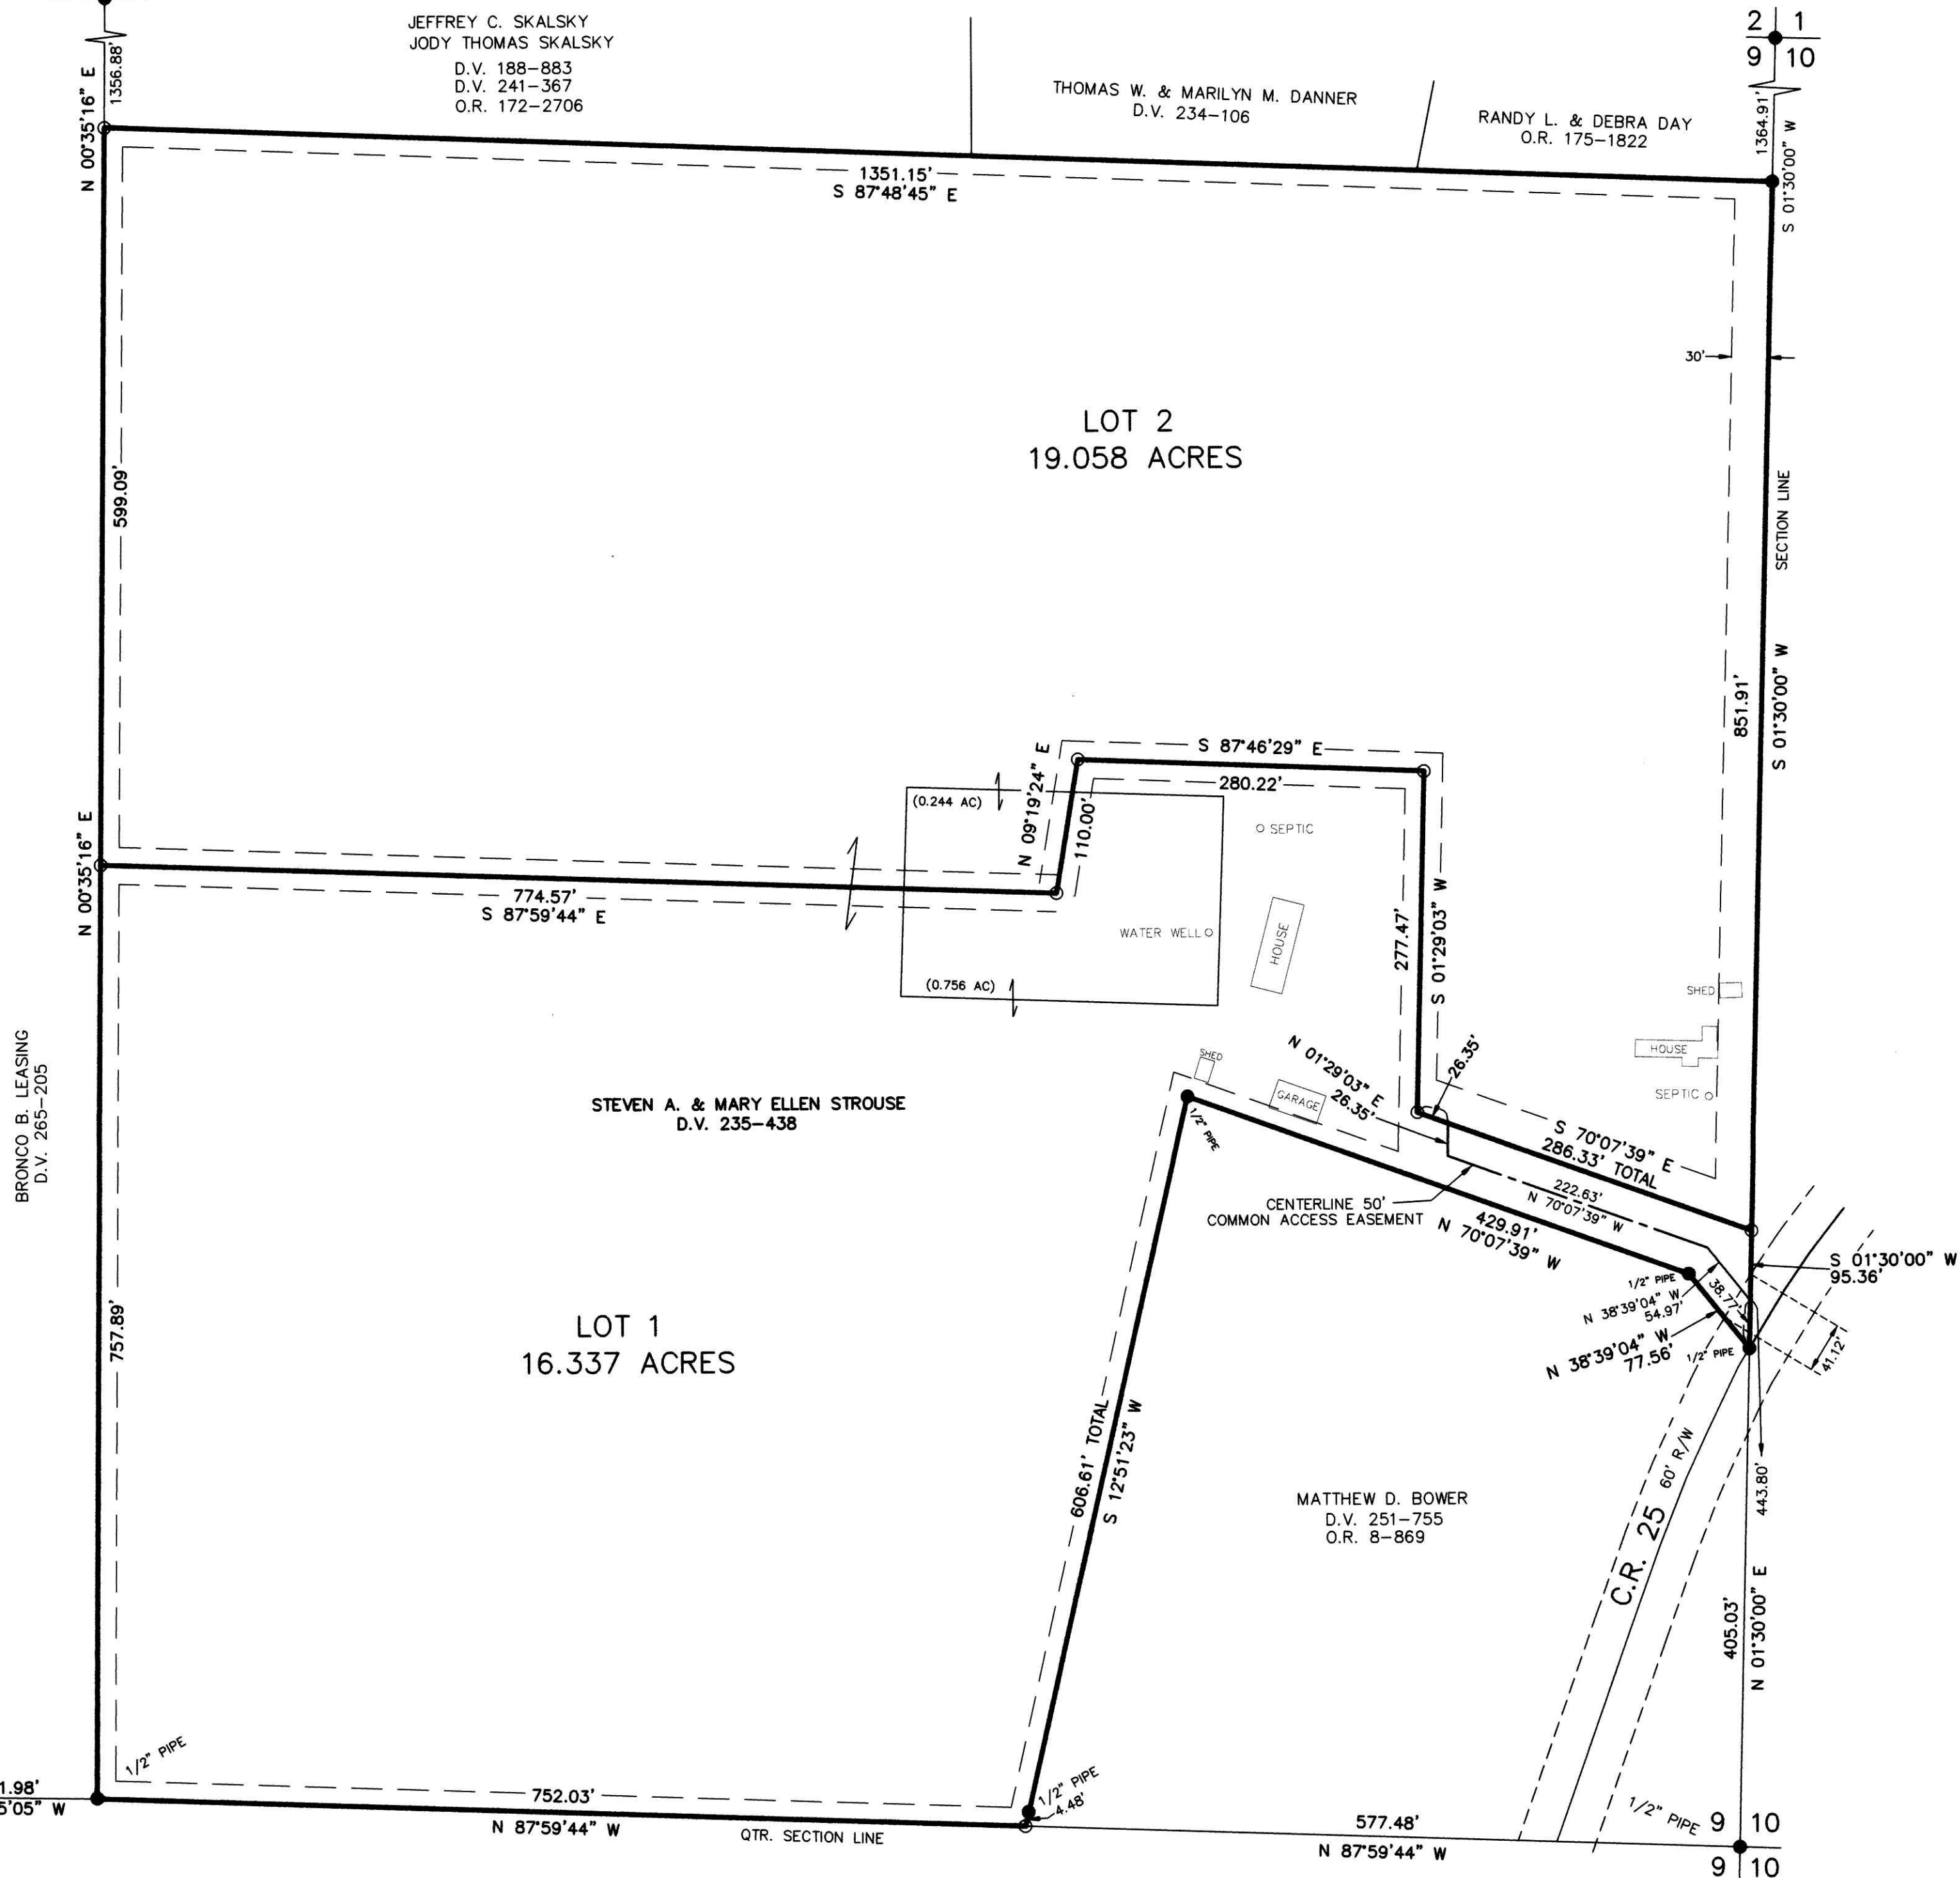 JEFFREY C. SKALSKY
JODY THOMAS SKALSKY
D.V. 188-883
D.V. 241-367
O.R. 172-2706
THOMAS W. & MARILYN M. DANNER
D.V. 234-106
RANDY L. & DEBRA DAY
O.R. 175-1822
2 1
9 10
1356.88'
N 00°35'16" E
1364.91'
S 01°30'00" W
1351.15'
S 87°48'45" E
30'
LOT 2
19.058 ACRES
599.09'
SECTION LINE
851.91'
S 01°30'00" W
S 87°46'29" E
280.22'
(0.244 AC)
N 09°19'24" E
110.00'
SEPTIC
N 00°35'16" E
774.57'
S 87°59'44" E
WATER WELL
HOUSE
277.47'
S 01°29'03" W
(0.756 AC)
SHED
HOUSE
SEPTIC
BRONCO B. LEASING
D.V. 265-205
STEVEN A. & MARY ELLEN STROUSE
D.V. 235-438
SHED
GARAGE
1/2" PIPE
N 01°29'03" E
26.35'
26.35'
S 70°07'39" E
286.33' TOTAL
222.63'
N 70°07'39" W
CENTERLINE 50'
COMMON ACCESS EASEMENT
429.91'
N 70°07'39" W
S 01°30'00" W
95.36'
1/2" PIPE
N 38°39'04" W
54.97'
38.77'
N 38°39'04" W
77.56'
1/2" PIPE
41.12'
757.89'
LOT 1
16.337 ACRES
606.61' TOTAL
S 12°51'23" W
MATTHEW D. BOWER
D.V. 251-755
O.R. 8-869
C.R. 25
60' R/W
443.80'
405.03'
N 01°30'00" E
1/2" PIPE
1.98'
5'05" W
752.03'
N 87°59'44" W
QTR. SECTION LINE
1/2" PIPE
4.48'
577.48'
N 87°59'44" W
1/2" PIPE
9 10
9 10